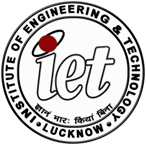 • INSTITUTE OF ENGINEERING & TECHNOLOGY •
iet
ज्ञानं भारः क्रियां बिना
LUCKNOW